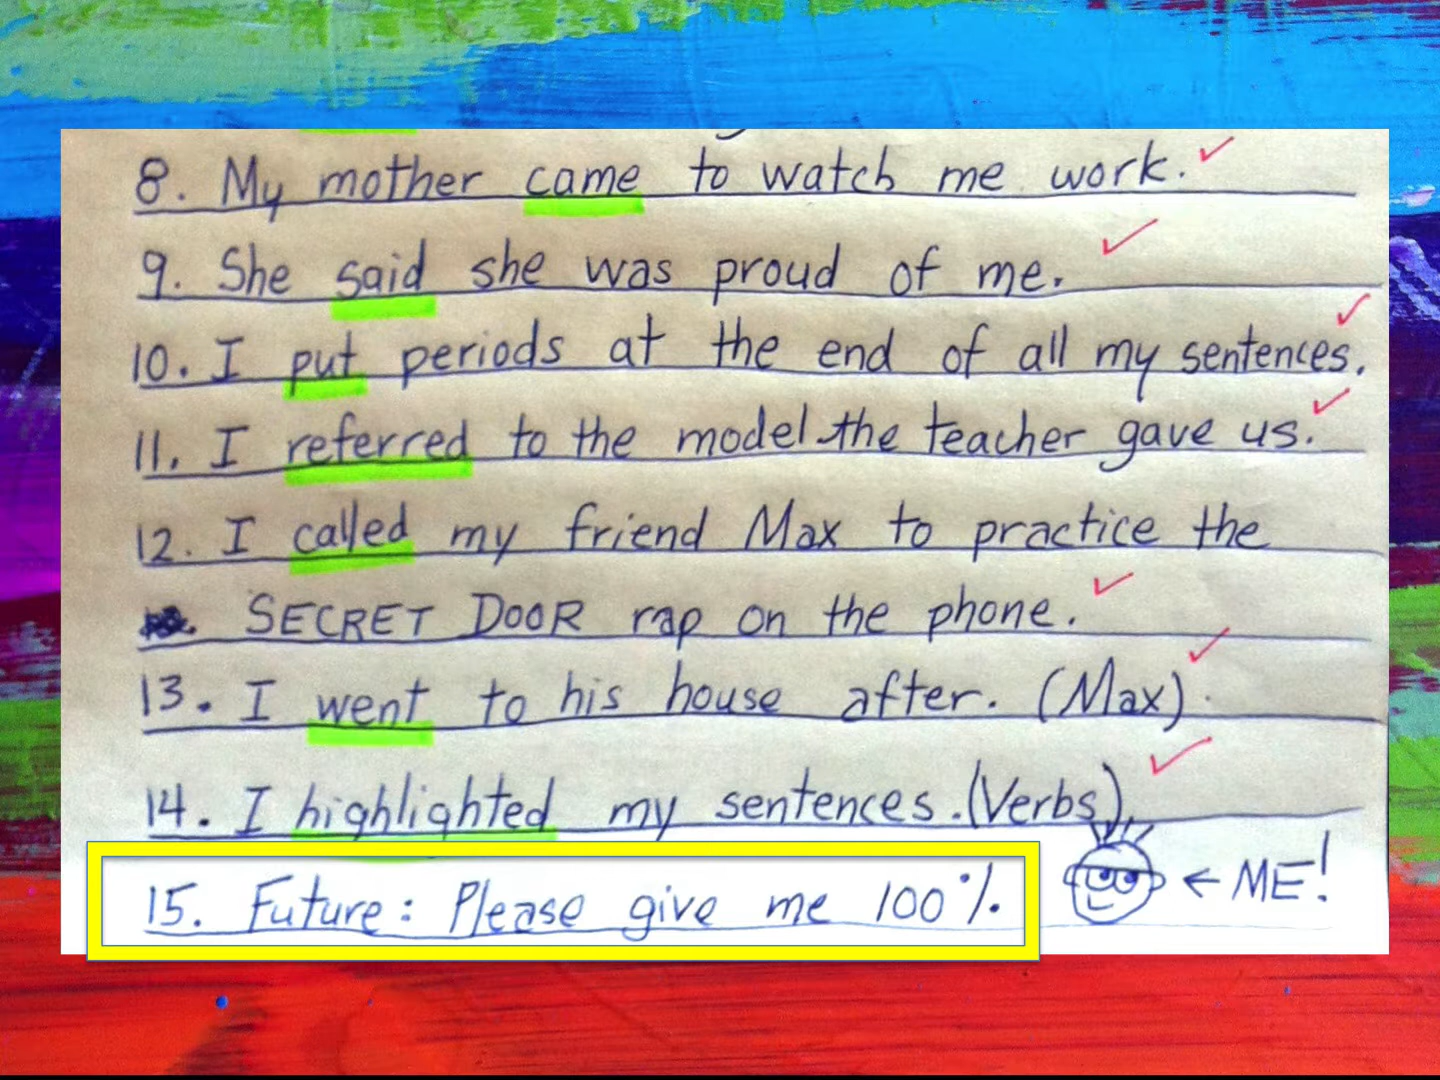 8. My mother came to watch me work.
9. She said she was proud of me.
10. I put periods at the end of all my sentences.
11. I referred to the model the teacher gave us.
12. I called my friend Max to practice the
SECRET DOOR rap on the phone.
13. I went to his house after. (Max)
14. I highlighted my sentences. (Verbs)
15. Future: Please give me 100%.
← ME!